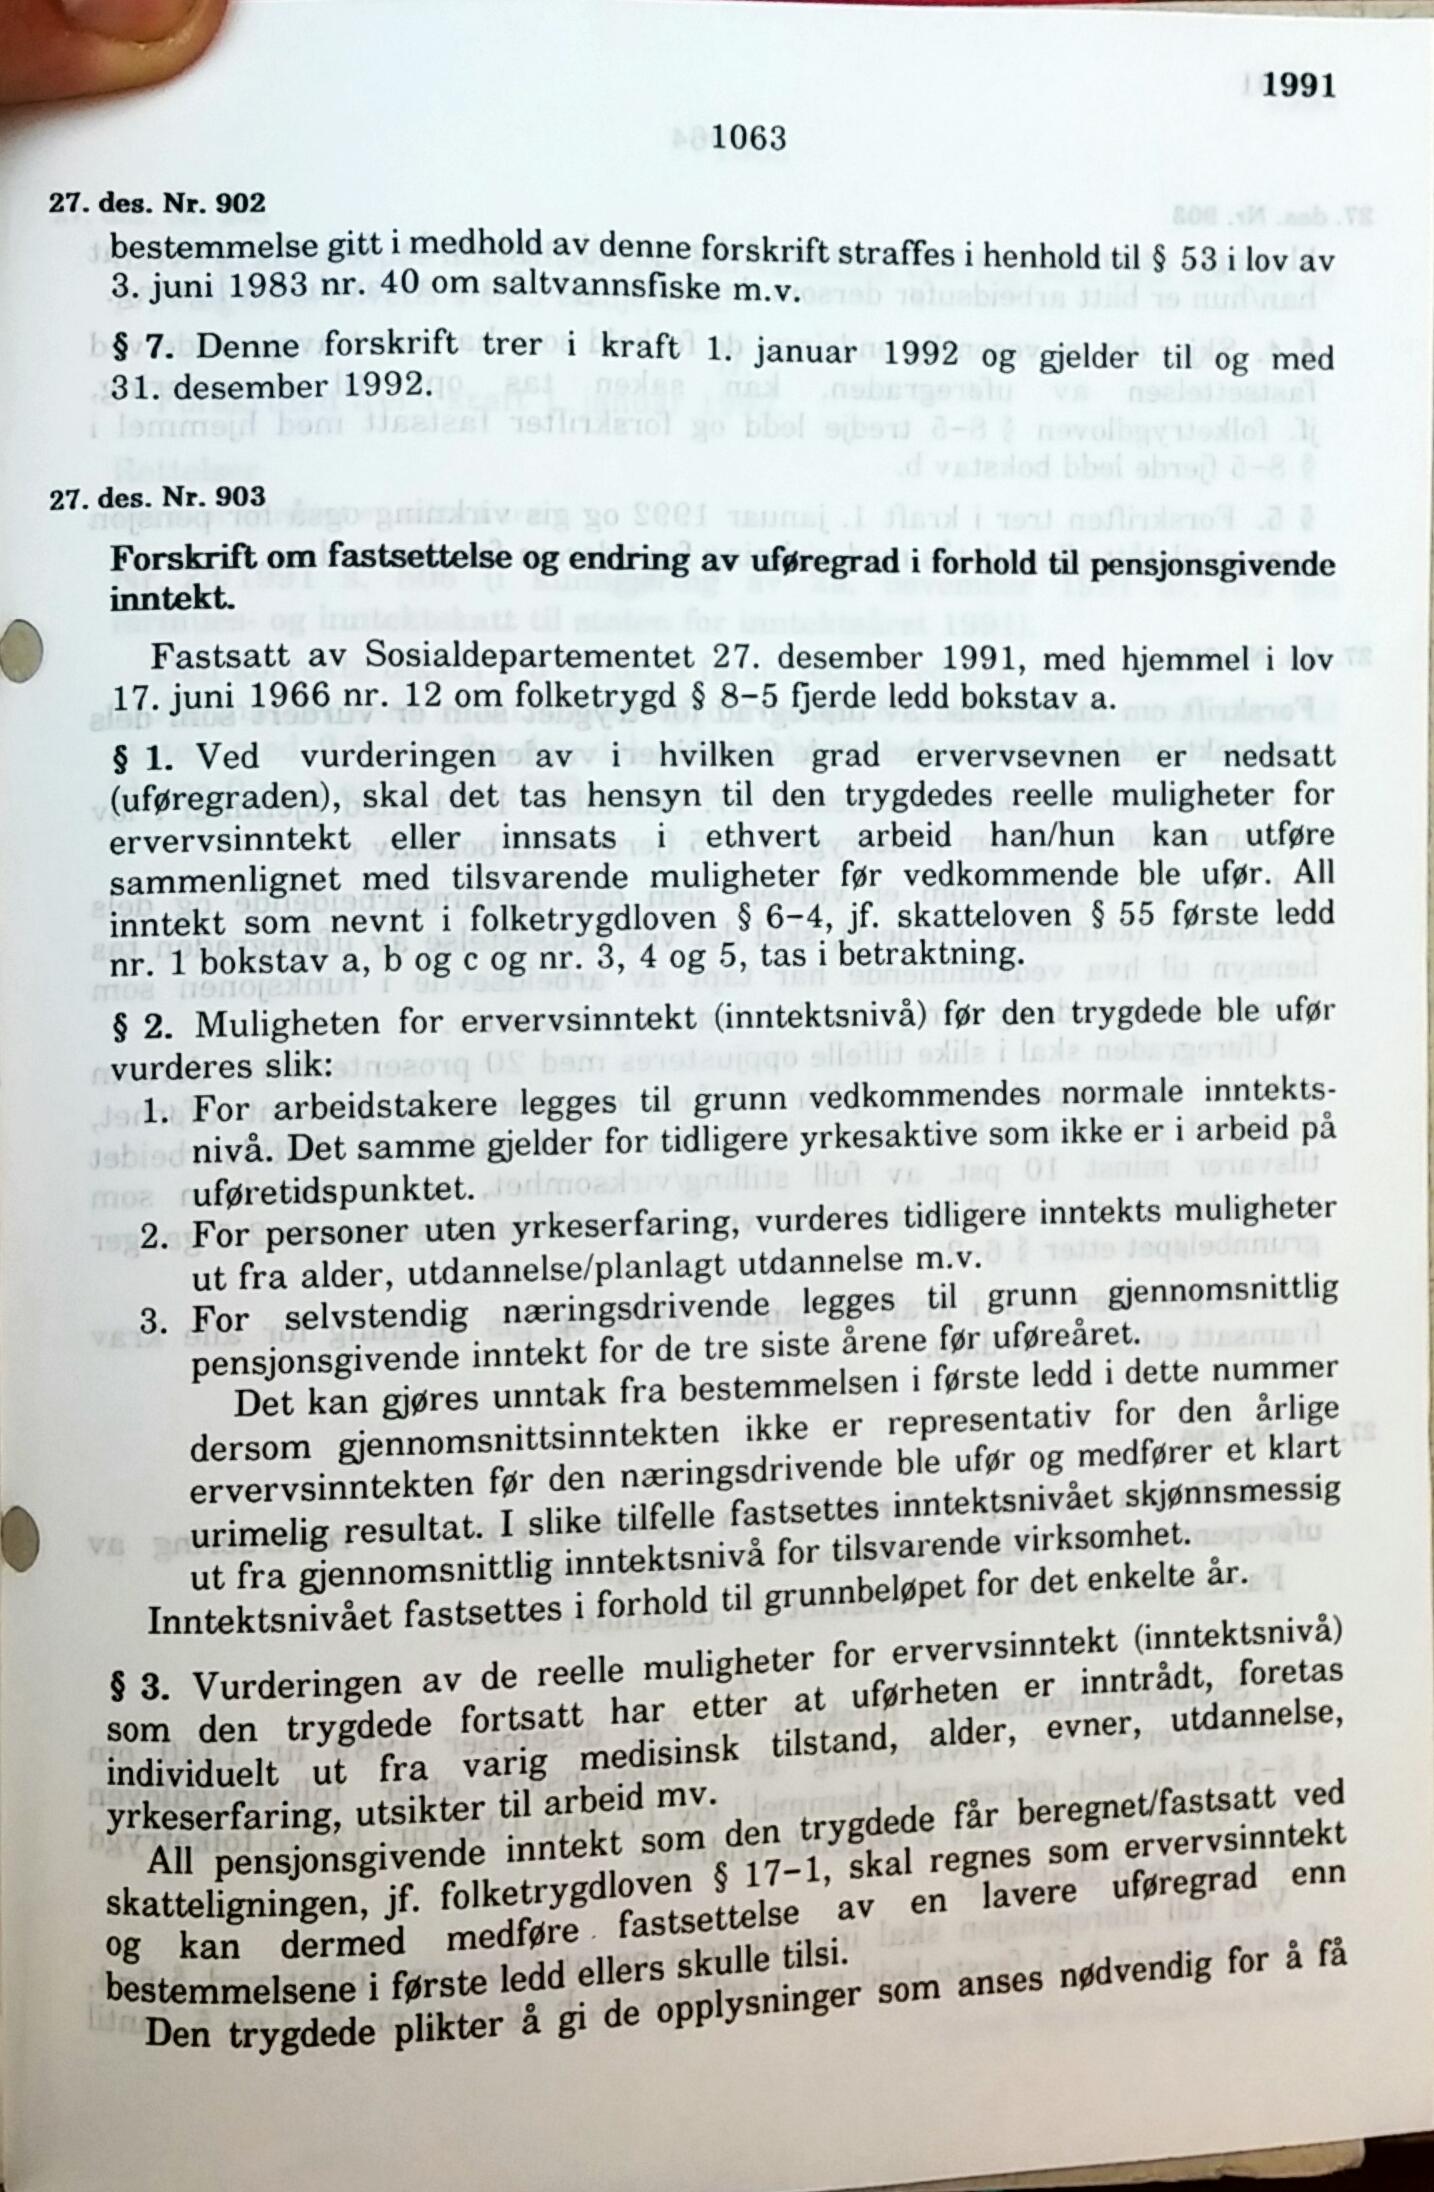 1991
1063
27. des. Nr. 902
bestemmelse gitt i medhold av denne forskrift straffes i henhold til § 53 i lov av
3. juni 1983 nr. 40 om saltvannsfiske m.v.
§ 7. Denne forskrift trer i kraft 1. januar 1992 og gjelder til og med
31. desember 1992.
27. des. Nr. 903
Forskrift om fastsettelse og endring av uføregrad i forhold til pensjonsgivende
inntekt.
Fastsatt av Sosialdepartementet 27. desember 1991, med hjemmel i lov
17. juni 1966 nr. 12 om folketrygd § 8–5 fjerde ledd bokstav a.
§ 1. Ved vurderingen av i hvilken grad ervervsevnen er nedsatt
(uføregraden), skal det tas hensyn til den trygdedes reelle muligheter for
ervervsinntekt eller innsats i ethvert arbeid han/hun kan utføre
sammenlignet med tilsvarende muligheter før vedkommende ble ufør. All
inntekt som nevnt i folketrygdloven § 6–4, jf. skatteloven § 55 første ledd
nr. 1 bokstav a, b og c og nr. 3, 4 og 5, tas i betraktning.
§ 2. Muligheten for ervervsinntekt (inntektsnivå) før den trygdede ble ufør
vurderes slik:
1. For arbeidstakere legges til grunn vedkommendes normale inntekts-
nivå. Det samme gjelder for tidligere yrkesaktive som ikke er i arbeid på
uføretidspunktet.
2. For personer uten yrkeserfaring, vurderes tidligere inntekts muligheter
ut fra alder, utdannelse/planlagt utdannelse m.v.
3. For selvstendig næringsdrivende legges til grunn gjennomsnittlig
pensjonsgivende inntekt for de tre siste årene før uføreåret.
Det kan gjøres unntak fra bestemmelsen i første ledd i dette nummer
dersom gjennomsnittsinntekten ikke er representativ for den årlige
ervervsinntekten før den næringsdrivende ble ufør og medfører et klart
urimelig resultat. I slike tilfelle fastsettes inntektsnivået skjønnsmessig
ut fra gjennomsnittlig inntektsnivå for tilsvarende virksomhet.
Inntektsnivået fastsettes i forhold til grunnbeløpet for det enkelte år.
§ 3. Vurderingen av de reelle muligheter for ervervsinntekt (inntektsnivå)
som den trygdede fortsatt har etter at uførheten er inntrådt, foretas
individuelt ut fra varig medisinsk tilstand, alder, evner, utdannelse,
yrkeserfaring, utsikter til arbeid mv.
All pensjonsgivende inntekt som den trygdede får beregnet/fastsatt ved
skatteligningen, jf. folketrygdloven § 17–1, skal regnes som ervervsinntekt
og kan dermed medføre fastsettelse av en lavere uføregrad enn
bestemmelsene i første ledd ellers skulle tilsi.
Den trygdede plikter å gi de opplysninger som anses nødvendig for å få